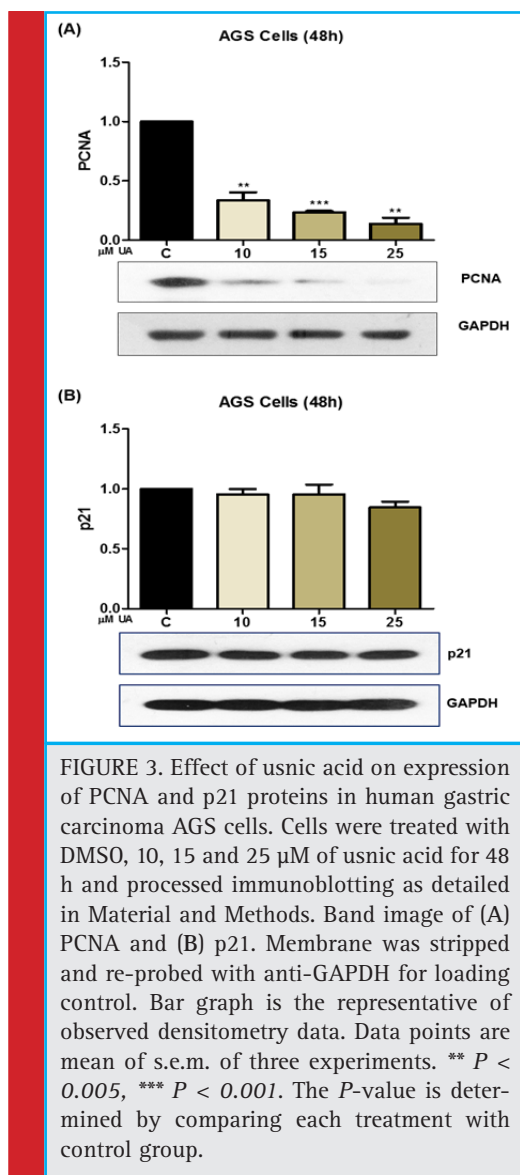 (A)
AGS Cells (48h)
1.5
1.0
0.5
0.0
PCNA
**
***
**
µM UA C 10 15 25
PCNA
GAPDH
(B)
AGS Cells (48h)
1.5
1.0
0.5
0.0
p21
µM UA C 10 15 25
p21
GAPDH
FIGURE 3. Effect of usnic acid on expression
of PCNA and p21 proteins in human gastric
carcinoma AGS cells. Cells were treated with
DMSO, 10, 15 and 25 µM of usnic acid for 48
h and processed immunoblotting as detailed
in Material and Methods. Band image of (A)
PCNA and (B) p21. Membrane was stripped
and re-probed with anti-GAPDH for loading
control. Bar graph is the representative of
observed densitometry data. Data points are
mean of s.e.m. of three experiments. ** P <
0.005, *** P < 0.001. The P-value is deter-
mined by comparing each treatment with
control group.